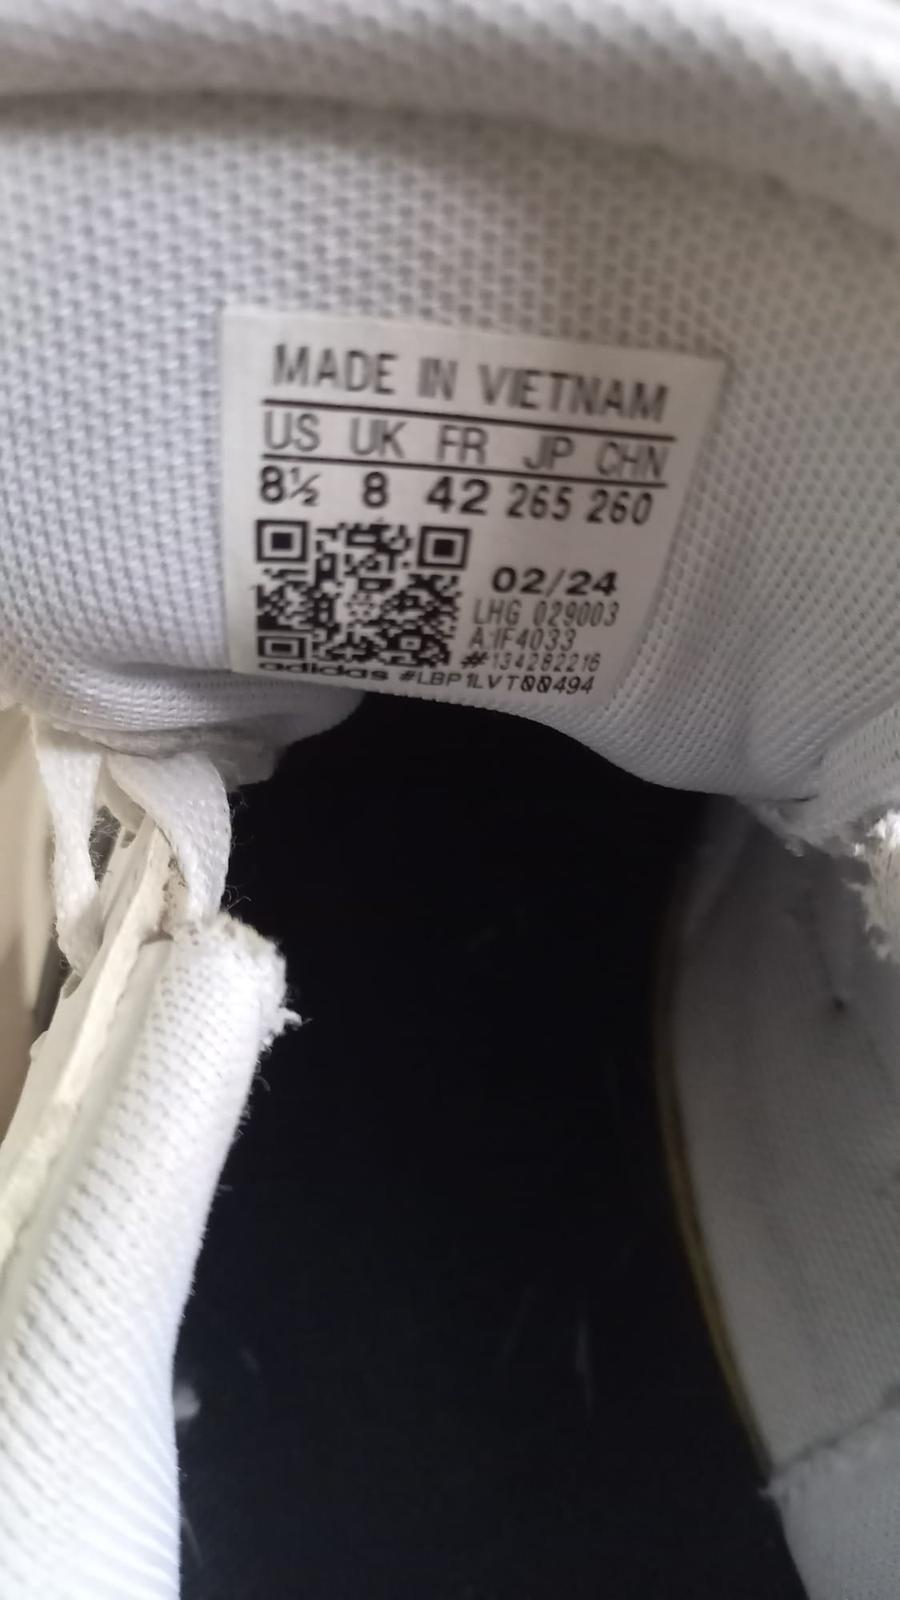 MADE IN VIETNAM
US UK FR JP CHN
8½ 8 42 265 260
02/24
LHG 029003
#134282216
adidas #LBP1LVT00494